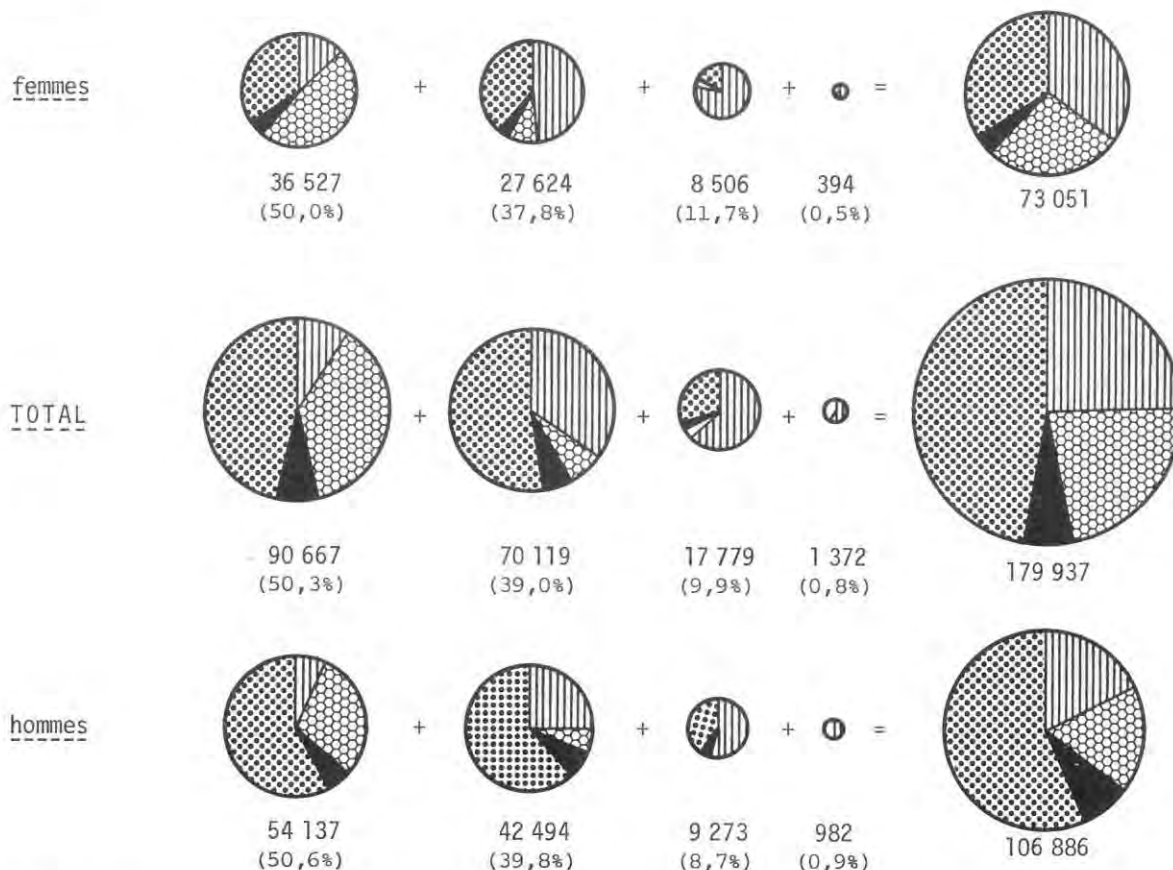 femmes + + + =
36 527 27 624 8 506 394 73 051
(50,0%) (37,8%) (11,7%) (0,5%)
TOTAL + + + =
90 667 70 119 17 779 1 372 179 937
(50,3%) (39,0%) (9,9%) (0,8%)
hommes + + + =
54 137 42 494 9 273 982 106 886
(50,6%) (39,8%) (8,7%) (0,9%)